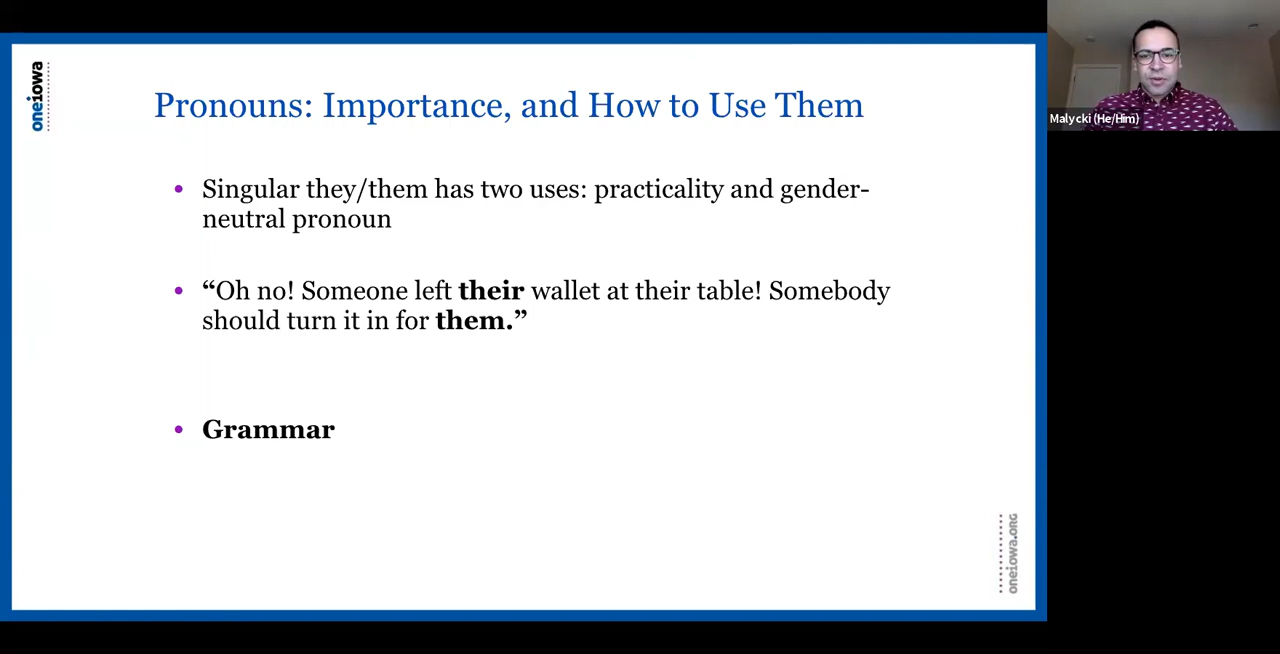 oneiowa
Pronouns: Importance, and How to Use Them
Malycki (He/Him)
• Singular they/them has two uses: practicality and gender-
neutral pronoun
• “Oh no! Someone left their wallet at their table! Somebody
should turn it in for them.”
• Grammar
oneiowa.org